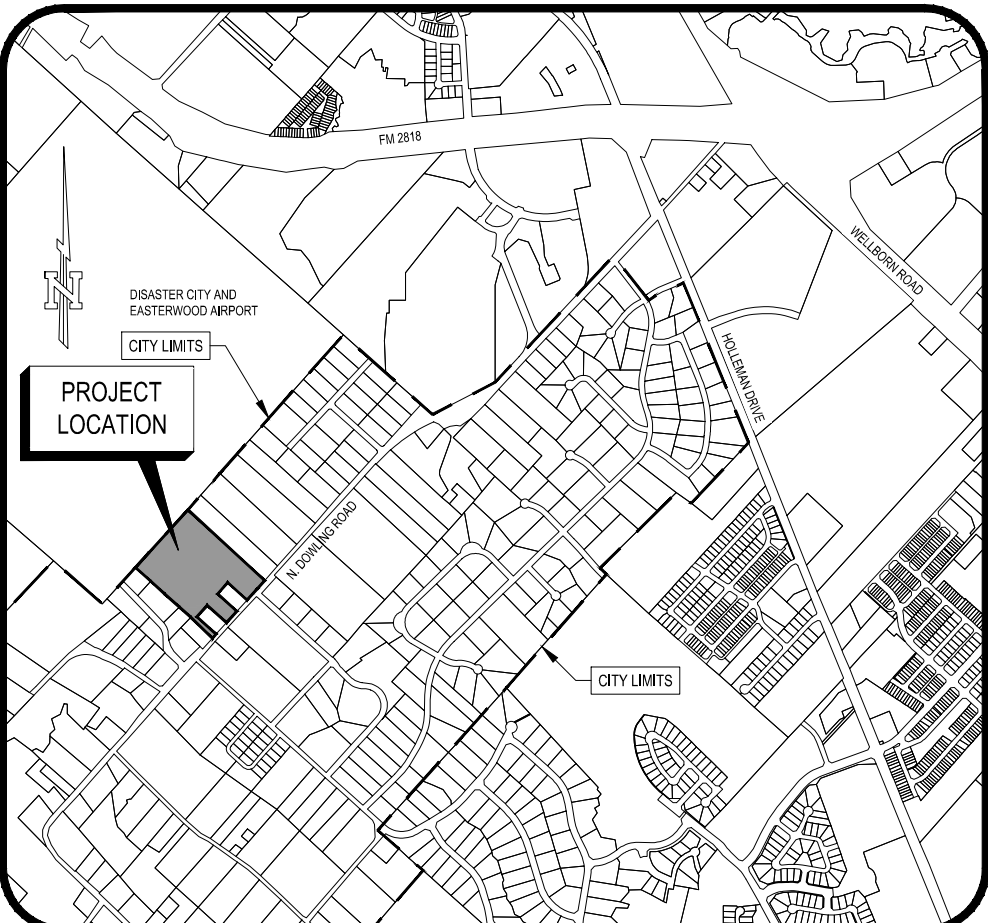 FM 2818
WELLBORN ROAD
N
DISASTER CITY AND
EASTERWOOD AIRPORT
CITY LIMITS
HOLLEMAN DRIVE
PROJECT
LOCATION
N. DOWLING ROAD
CITY LIMITS